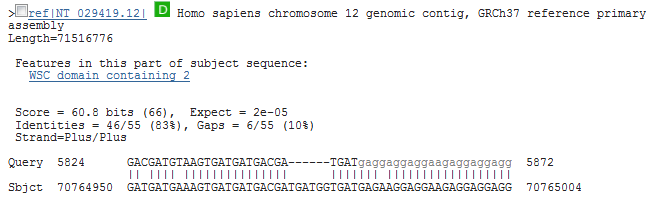 >ref|NT_029419.12| D Homo sapiens chromosome 12 genomic contig, GRCh37 reference primary
assembly
Length=71516776
Features in this part of subject sequence:
WSC domain containing 2
Score = 60.8 bits (66), Expect = 2e-05
Identities = 46/55 (83%), Gaps = 6/55 (10%)
Strand=Plus/Plus
Query 5824 GACGATGTAAGTGATGATGACGA------TGATgaggaggaggaagaggaggagg 5872
|| |||| ||||||||||||||| ||||||| ||||||||||||||||||
Sbjct 70764950 GATGATGAAAGTGATGATGACGATGATGGTGATGAGAAGGAGGAAGAGGAGGAGG 70765004